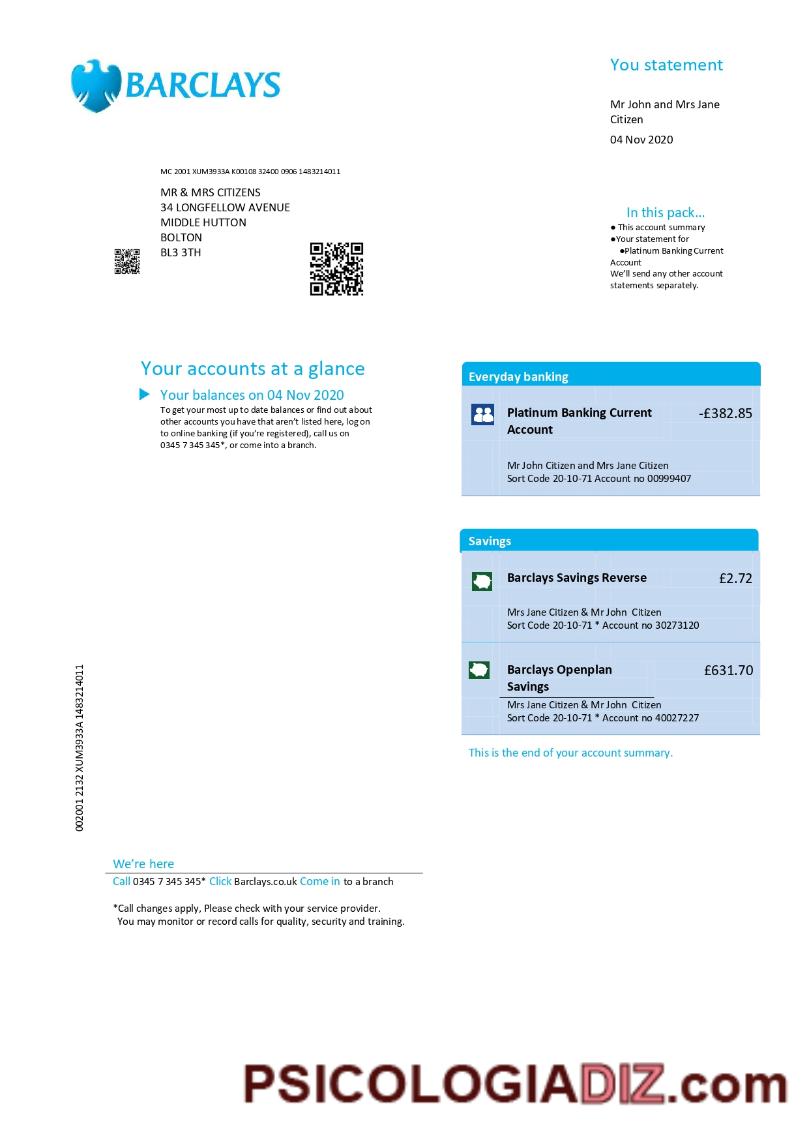 BARCLAYS
You statement
Mr John and Mrs Jane
Citizen
04 Nov 2020
MC 2001 XUM3933A K00108 32400 0906 1483214011
MR & MRS CITIZENS
34 LONGFELLOW AVENUE
MIDDLE HUTTON
BOLTON
BL3 3TH
In this pack...
● This account summary
●Your statement for
●Platinum Banking Current
Account
We'll send any other account
statements separately.
Your accounts at a glance
Your balances on 04 Nov 2020
To get your most up to date balances or find out about
other accounts you have that aren't listed here, log on
to online banking (if you're registered), call us on
0345 7 345 345*, or come into a branch.
Everyday banking
Platinum Banking Current -£382.85
Account
Mr John Citizen and Mrs Jane Citizen
Sort Code 20-10-71 Account no 00999407
Savings
Barclays Savings Reverse £2.72
Mrs Jane Citizen & Mr John Citizen
Sort Code 20-10-71 * Account no 30273120
Barclays Openplan £631.70
Savings
Mrs Jane Citizen & Mr John Citizen
Sort Code 20-10-71 * Account no 40027227
This is the end of your account summary.
002001 2132 XUM3933A 1483214011
We're here
Call 0345 7 345 345* Click Barclays.co.uk Come in to a branch
*Call changes apply, Please check with your service provider.
You may monitor or record calls for quality, security and training.
PSICOLOGIADIZ.com